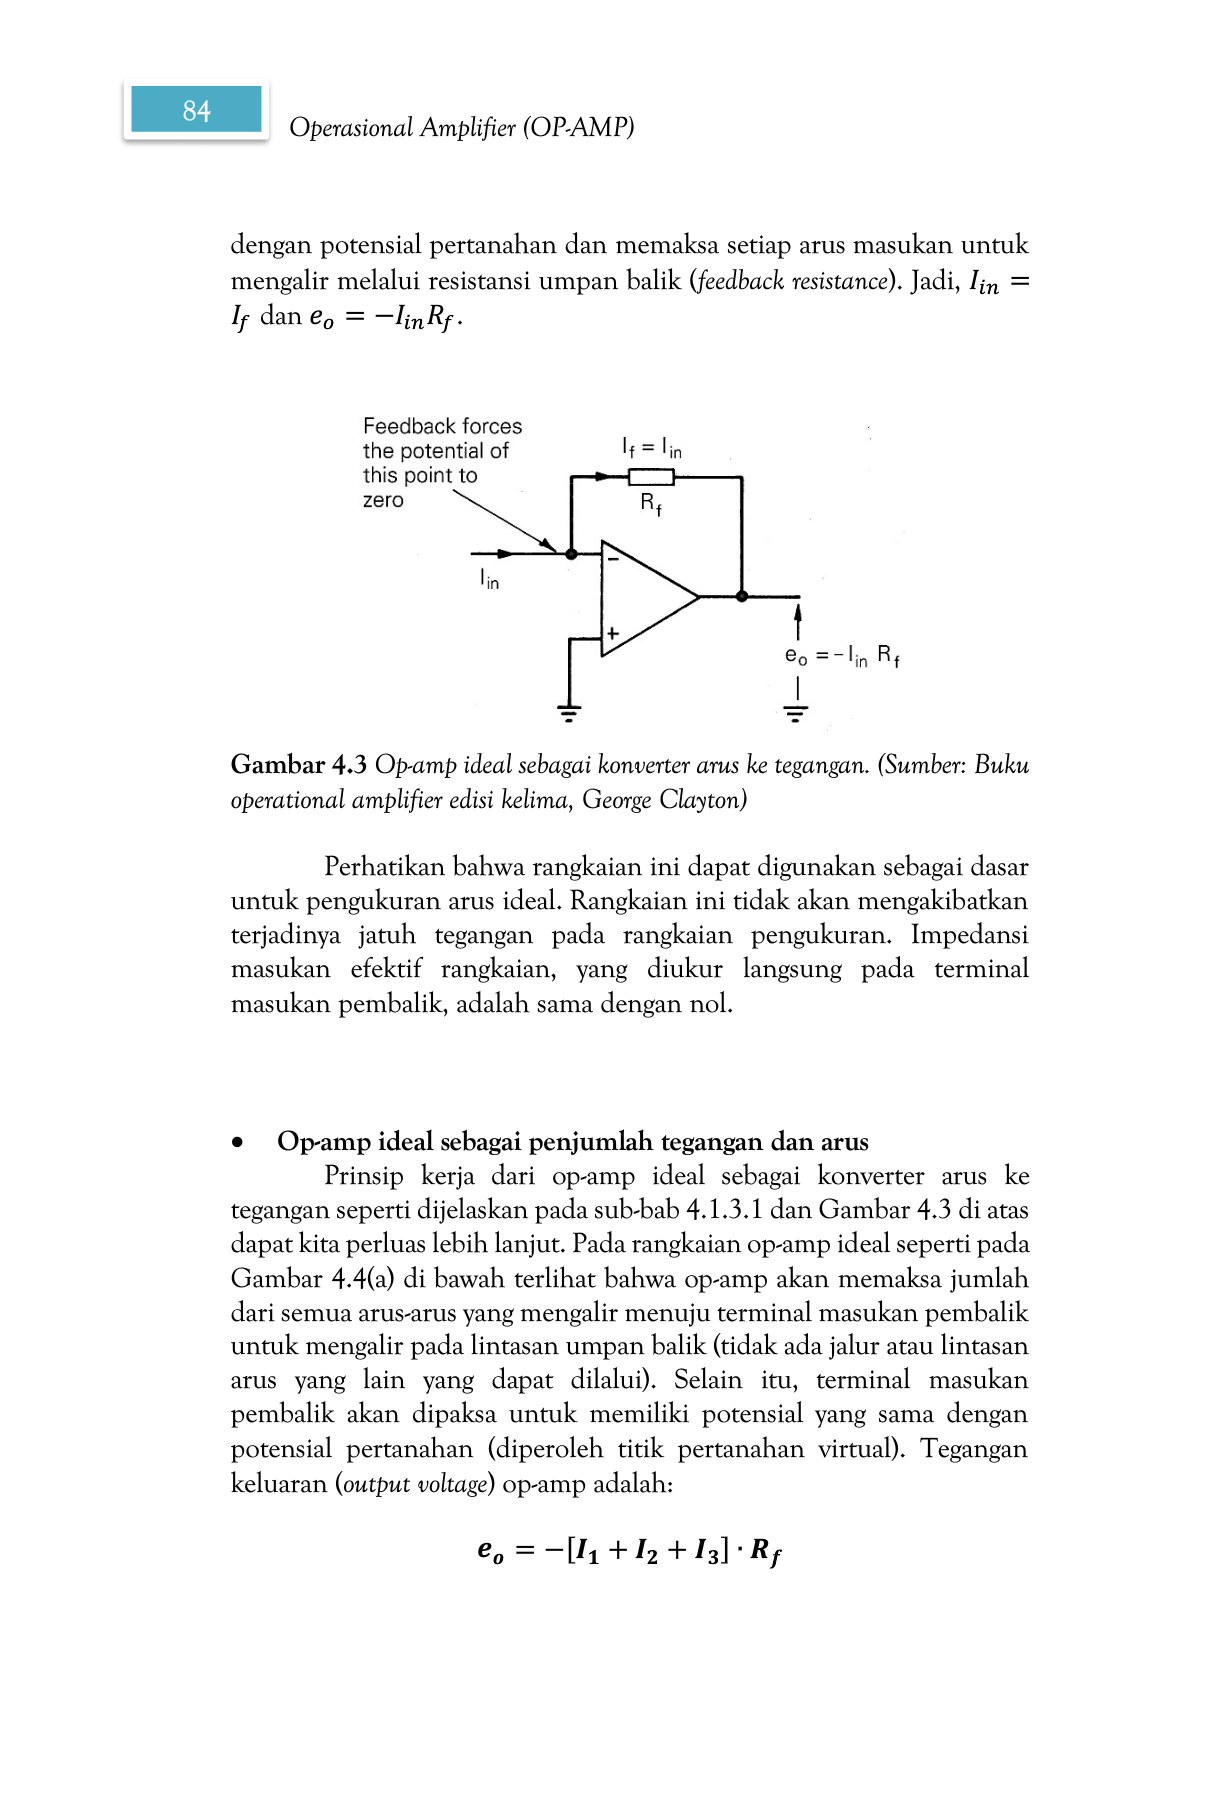 84
Operasional Amplifier (OP-AMP)
dengan potensial pertanahan dan memaksa setiap arus masukan untuk
mengalir melalui resistansi umpan balik (feedback resistance). Jadi, I_in =
I_f dan e_o = −I_in R_f.
Feedback forces
the potential of
this point to
zero
I_f = I_in
R_f
I_in
−
+
e_o = −I_in R_f
Gambar 4.3 Op-amp ideal sebagai konverter arus ke tegangan. (Sumber: Buku
operational amplifier edisi kelima, George Clayton)
Perhatikan bahwa rangkaian ini dapat digunakan sebagai dasar
untuk pengukuran arus ideal. Rangkaian ini tidak akan mengakibatkan
terjadinya jatuh tegangan pada rangkaian pengukuran. Impedansi
masukan efektif rangkaian, yang diukur langsung pada terminal
masukan pembalik, adalah sama dengan nol.
• Op-amp ideal sebagai penjumlah tegangan dan arus
Prinsip kerja dari op-amp ideal sebagai konverter arus ke
tegangan seperti dijelaskan pada sub-bab 4.1.3.1 dan Gambar 4.3 di atas
dapat kita perluas lebih lanjut. Pada rangkaian op-amp ideal seperti pada
Gambar 4.4(a) di bawah terlihat bahwa op-amp akan memaksa jumlah
dari semua arus-arus yang mengalir menuju terminal masukan pembalik
untuk mengalir pada lintasan umpan balik (tidak ada jalur atau lintasan
arus yang lain yang dapat dilalui). Selain itu, terminal masukan
pembalik akan dipaksa untuk memiliki potensial yang sama dengan
potensial pertanahan (diperoleh titik pertanahan virtual). Tegangan
keluaran (output voltage) op-amp adalah:
e_o = −[I_1 + I_2 + I_3] · R_f